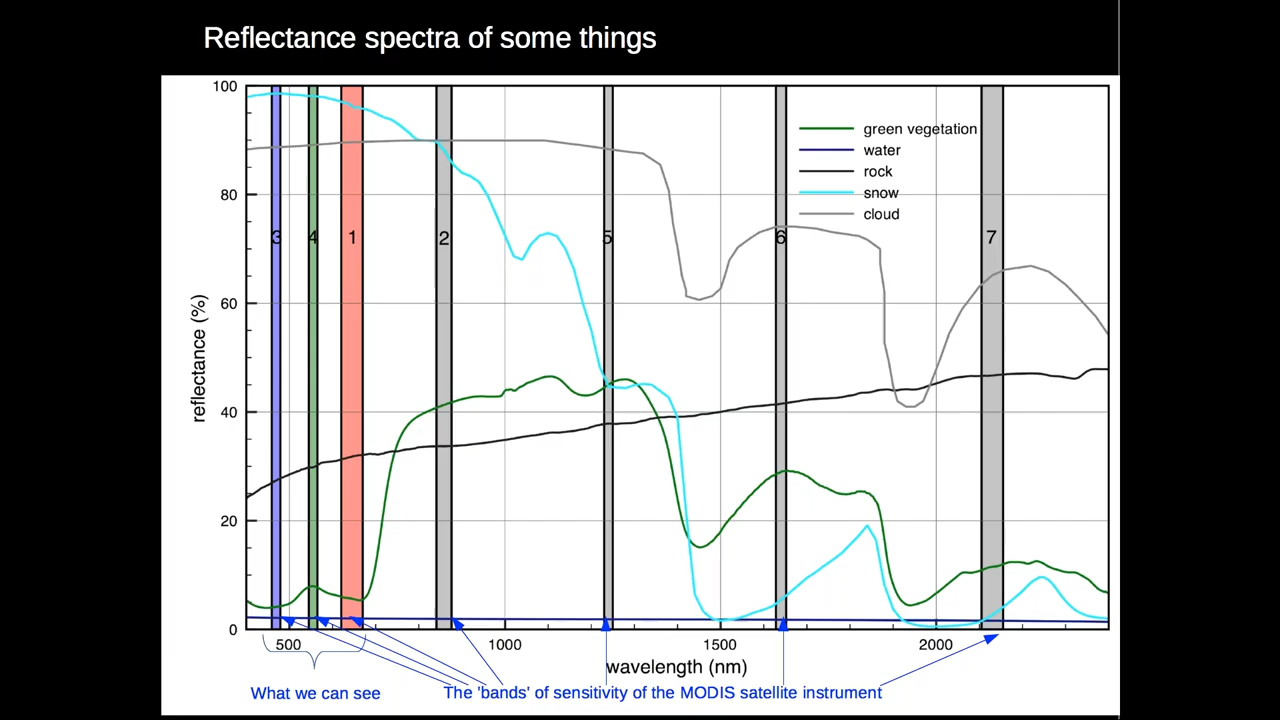 Reflectance spectra of some things
100
80
60
40
20
0
reflectance (%)
3 4 1 2 5 6 7
green vegetation
water
rock
snow
cloud
500 1000 1500 2000
wavelength (nm)
What we can see
The 'bands' of sensitivity of the MODIS satellite instrument